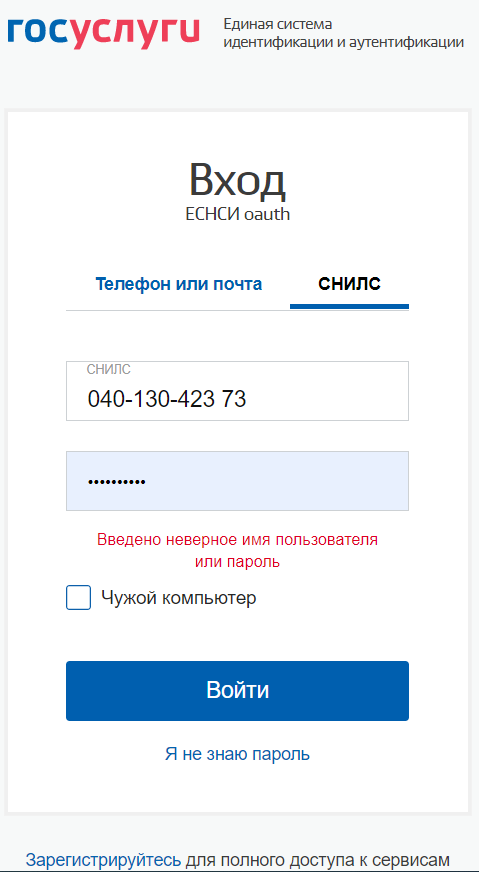 госуслуги
Единая система
идентификации и аутентификации
Вход
ЕСНСИ oauth
Телефон или почта
СНИЛС
СНИЛС
040-130-423 73
••••••••••
Введено неверное имя пользователя
или пароль
Чужой компьютер
Войти
Я не знаю пароль
Зарегистрируйтесь для полного доступа к сервисам